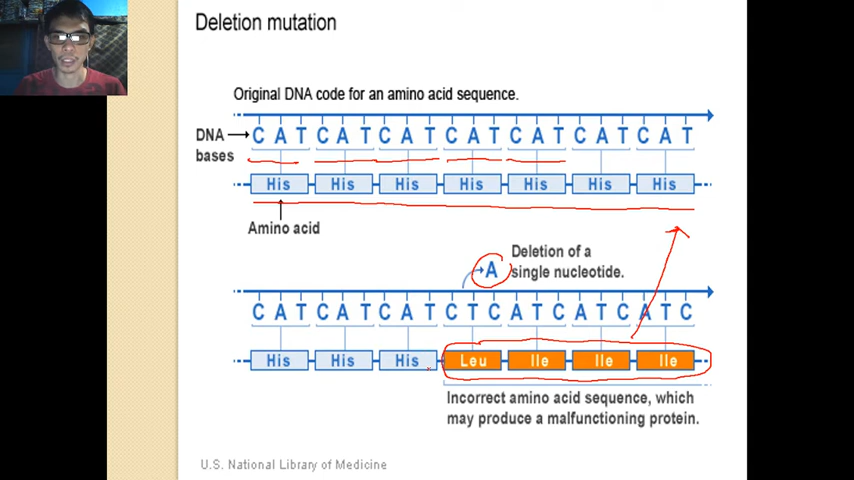 Deletion mutation
Original DNA code for an amino acid sequence.
DNA bases
C A T C A T C A T C A T C A T C A T C A T
His His His His His His His
Amino acid
A
Deletion of a
single nucleotide.
C A T C A T C A T C T C A T C A T C A T C
His His His Leu Ile Ile Ile
Incorrect amino acid sequence, which
may produce a malfunctioning protein.
U.S. National Library of Medicine